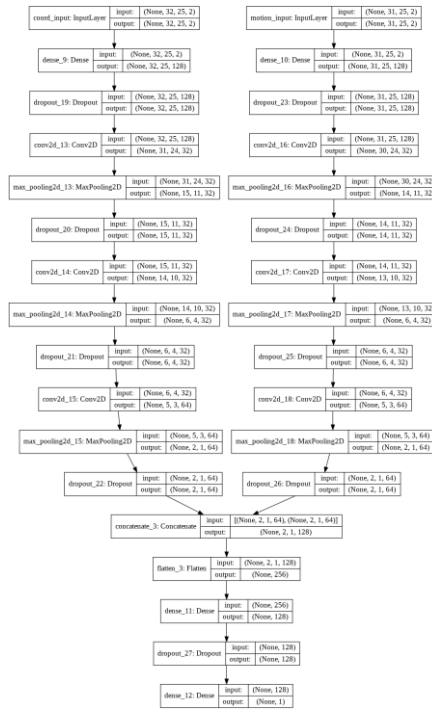 coord_input: InputLayer
input: (None, 32, 25, 2)
output: (None, 32, 25, 2)
dense_9: Dense
input: (None, 32, 25, 2)
output: (None, 32, 25, 128)
dropout_19: Dropout
input: (None, 32, 25, 128)
output: (None, 32, 25, 128)
conv2d_13: Conv2D
input: (None, 32, 25, 128)
output: (None, 31, 24, 32)
max_pooling2d_13: MaxPooling2D
input: (None, 31, 24, 32)
output: (None, 15, 11, 32)
dropout_20: Dropout
input: (None, 15, 11, 32)
output: (None, 15, 11, 32)
conv2d_14: Conv2D
input: (None, 15, 11, 32)
output: (None, 14, 10, 32)
max_pooling2d_14: MaxPooling2D
input: (None, 14, 10, 32)
output: (None, 6, 4, 32)
dropout_21: Dropout
input: (None, 6, 4, 32)
output: (None, 6, 4, 32)
conv2d_15: Conv2D
input: (None, 6, 4, 32)
output: (None, 5, 3, 64)
max_pooling2d_15: MaxPooling2D
input: (None, 5, 3, 64)
output: (None, 2, 1, 64)
dropout_22: Dropout
input: (None, 2, 1, 64)
output: (None, 2, 1, 64)
motion_input: InputLayer
input: (None, 31, 25, 2)
output: (None, 31, 25, 2)
dense_10: Dense
input: (None, 31, 25, 2)
output: (None, 31, 25, 128)
dropout_23: Dropout
input: (None, 31, 25, 128)
output: (None, 31, 25, 128)
conv2d_16: Conv2D
input: (None, 31, 25, 128)
output: (None, 30, 24, 32)
max_pooling2d_16: MaxPooling2D
input: (None, 30, 24, 32)
output: (None, 14, 11, 32)
dropout_24: Dropout
input: (None, 14, 11, 32)
output: (None, 14, 11, 32)
conv2d_17: Conv2D
input: (None, 14, 11, 32)
output: (None, 13, 10, 32)
max_pooling2d_17: MaxPooling2D
input: (None, 13, 10, 32)
output: (None, 6, 4, 32)
dropout_25: Dropout
input: (None, 6, 4, 32)
output: (None, 6, 4, 32)
conv2d_18: Conv2D
input: (None, 6, 4, 32)
output: (None, 5, 3, 64)
max_pooling2d_18: MaxPooling2D
input: (None, 5, 3, 64)
output: (None, 2, 1, 64)
dropout_26: Dropout
input: (None, 2, 1, 64)
output: (None, 2, 1, 64)
concatenate_3: Concatenate
input: [(None, 2, 1, 64), (None, 2, 1, 64)]
output: (None, 2, 1, 128)
flatten_3: Flatten
input: (None, 2, 1, 128)
output: (None, 256)
dense_11: Dense
input: (None, 256)
output: (None, 128)
dropout_27: Dropout
input: (None, 128)
output: (None, 128)
dense_12: Dense
input: (None, 128)
output: (None, 1)